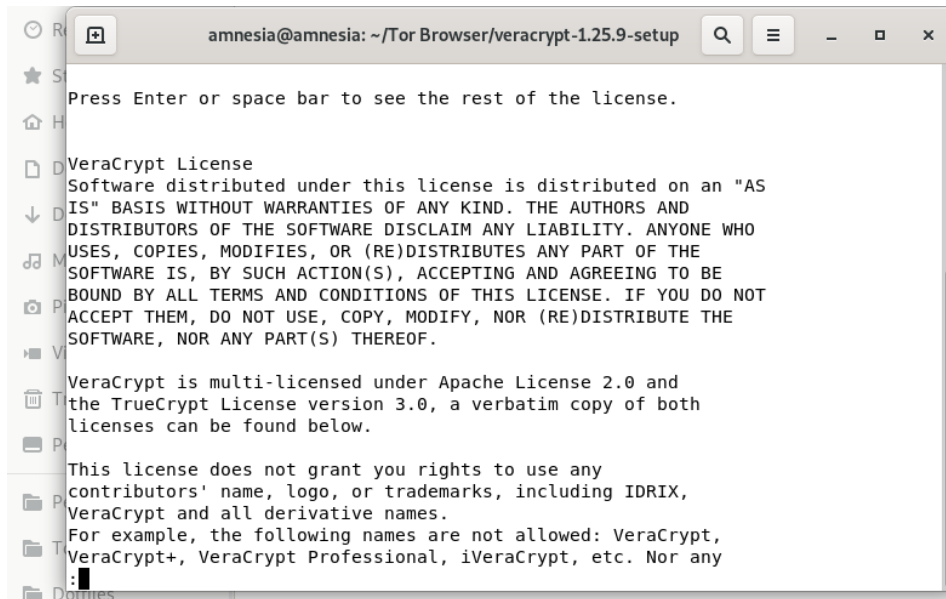 amnesia@amnesia: ~/Tor Browser/veracrypt-1.25.9-setup
Press Enter or space bar to see the rest of the license.
VeraCrypt License
Software distributed under this license is distributed on an "AS
IS" BASIS WITHOUT WARRANTIES OF ANY KIND. THE AUTHORS AND
DISTRIBUTORS OF THE SOFTWARE DISCLAIM ANY LIABILITY. ANYONE WHO
USES, COPIES, MODIFIES, OR (RE)DISTRIBUTES ANY PART OF THE
SOFTWARE IS, BY SUCH ACTION(S), ACCEPTING AND AGREEING TO BE
BOUND BY ALL TERMS AND CONDITIONS OF THIS LICENSE. IF YOU DO NOT
ACCEPT THEM, DO NOT USE, COPY, MODIFY, NOR (RE)DISTRIBUTE THE
SOFTWARE, NOR ANY PART(S) THEREOF.
VeraCrypt is multi-licensed under Apache License 2.0 and
the TrueCrypt License version 3.0, a verbatim copy of both
licenses can be found below.
This license does not grant you rights to use any
contributors' name, logo, or trademarks, including IDRIX,
VeraCrypt and all derivative names.
For example, the following names are not allowed: VeraCrypt,
VeraCrypt+, VeraCrypt Professional, iVeraCrypt, etc. Nor any
: